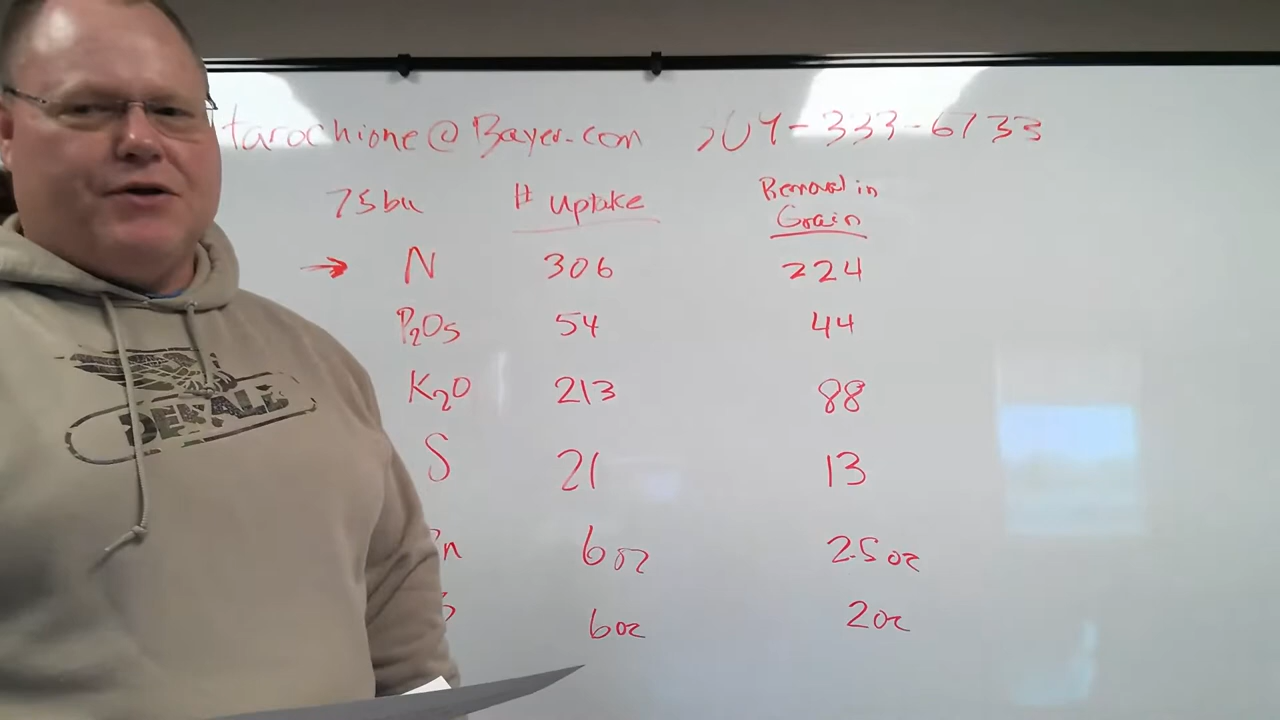 tarochione@Bayer.com 304-333-6733
75bu # Uptake Removal in
Grain
→ N 306 224
P2O5 54 44
K2O 213 88
S 21 13
n 6oz 2.5oz
6oz 2oz
DEKALB